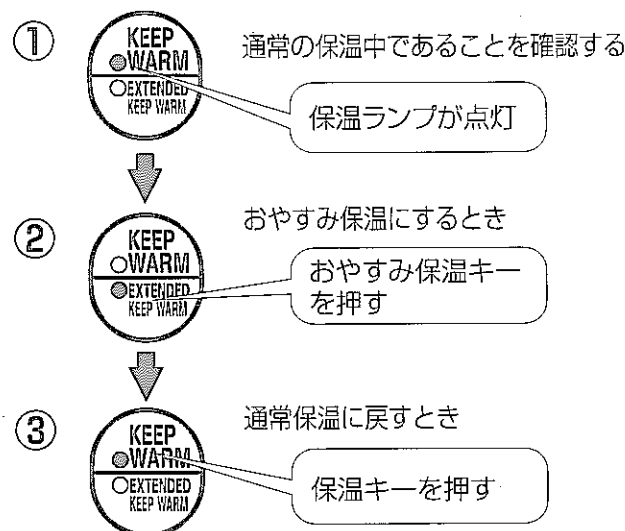 ①
KEEP
WARM
EXTENDED
KEEP WARM
通常の保温中であることを確認する
保温ランプが点灯
②
KEEP
WARM
EXTENDED
KEEP WARM
おやすみ保温にするとき
おやすみ保温キー
を押す
③
KEEP
WARM
EXTENDED
KEEP WARM
通常保温に戻すとき
保温キーを押す